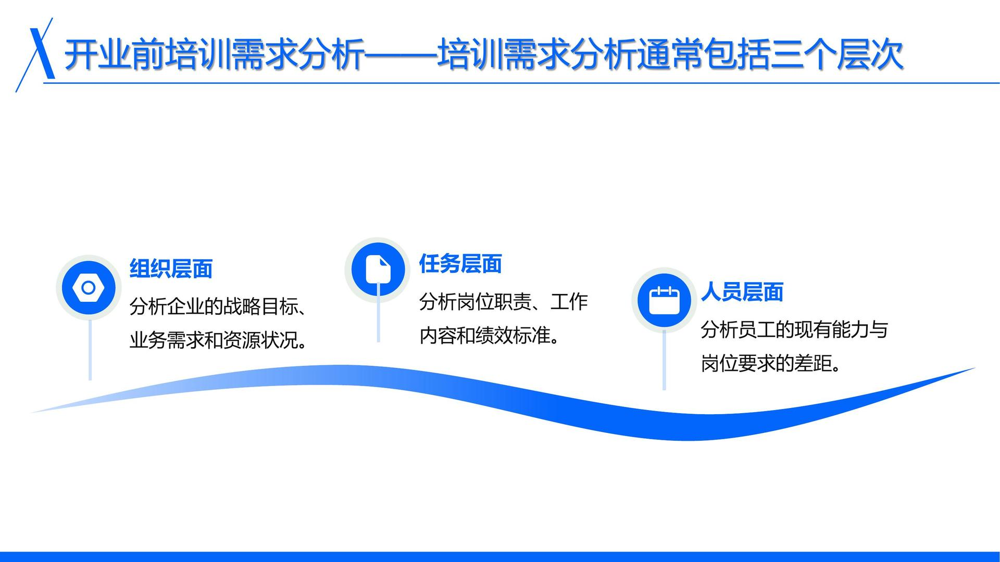 开业前培训需求分析——培训需求分析通常包括三个层次
组织层面
分析企业的战略目标、
业务需求和资源状况。
任务层面
分析岗位职责、工作
内容和绩效标准。
人员层面
分析员工的现有能力与
岗位要求的差距。